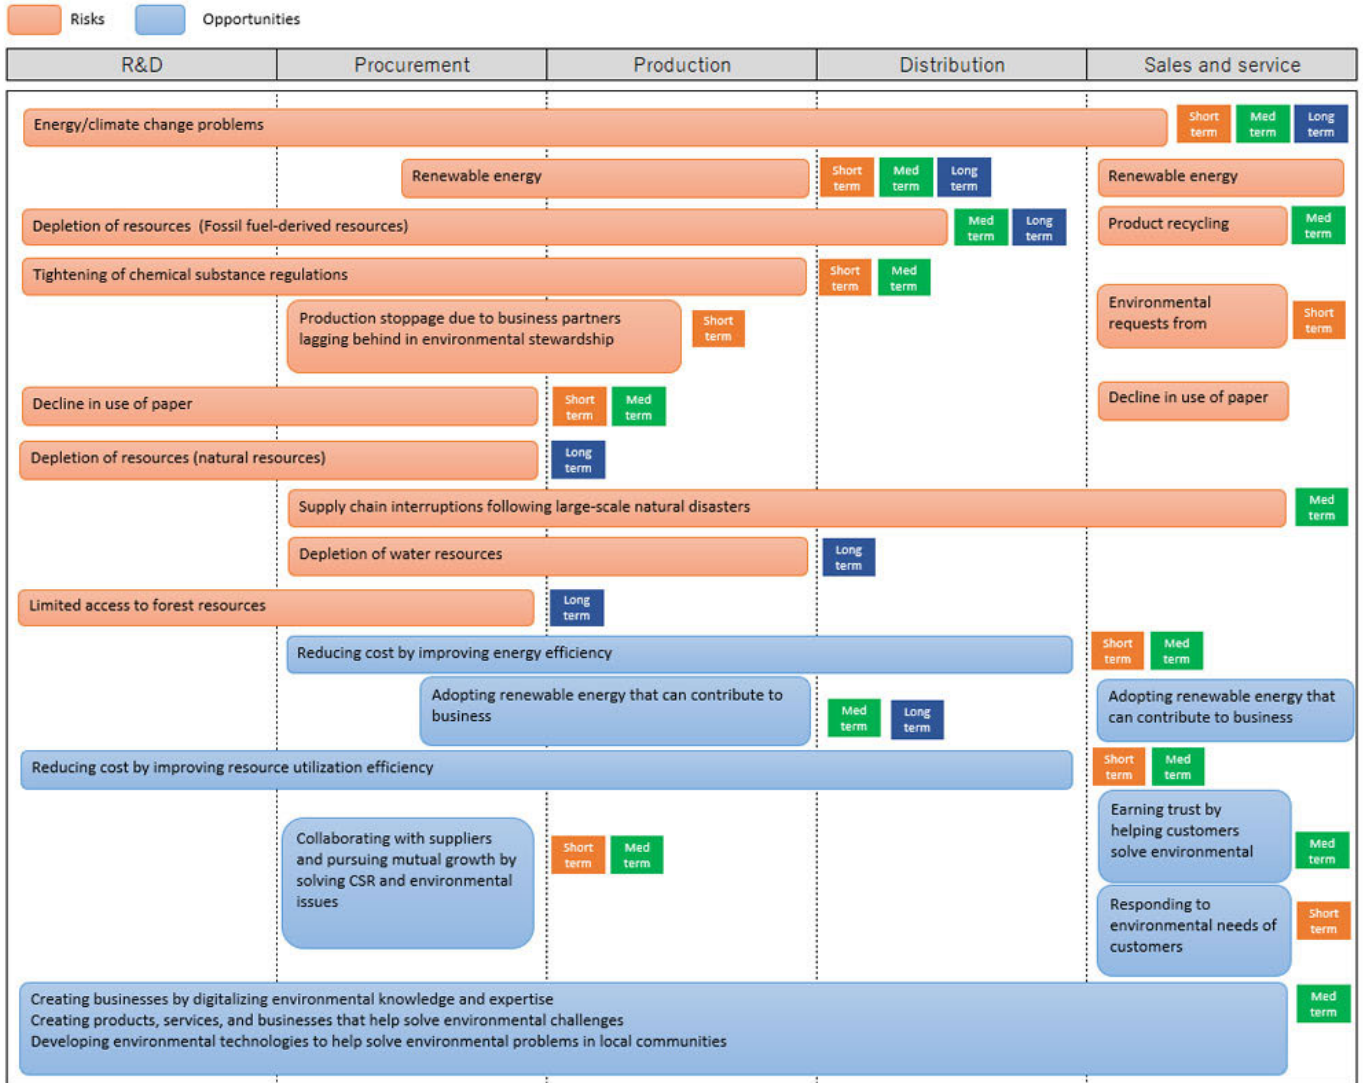 Risks
Opportunities
R&D
Procurement
Production
Distribution
Sales and service
Energy/climate change problems
Short
term
Med
term
Long
term
Renewable energy
Short
term
Med
term
Long
term
Renewable energy
Depletion of resources (Fossil fuel-derived resources)
Med
term
Long
term
Product recycling
Med
term
Tightening of chemical substance regulations
Short
term
Med
term
Production stoppage due to business partners
lagging behind in environmental stewardship
Short
term
Environmental
requests from
Short
term
Decline in use of paper
Short
term
Med
term
Decline in use of paper
Depletion of resources (natural resources)
Long
term
Supply chain interruptions following large-scale natural disasters
Med
term
Depletion of water resources
Long
term
Limited access to forest resources
Long
term
Reducing cost by improving energy efficiency
Short
term
Med
term
Adopting renewable energy that can contribute to
business
Med
term
Long
term
Adopting renewable energy that
can contribute to business
Reducing cost by improving resource utilization efficiency
Short
term
Med
term
Collaborating with suppliers
and pursuing mutual growth by
solving CSR and environmental
issues
Short
term
Med
term
Earning trust by
helping customers
solve environmental
Med
term
Responding to
environmental needs of
customers
Short
term
Creating businesses by digitalizing environmental knowledge and expertise
Creating products, services, and businesses that help solve environmental challenges
Developing environmental technologies to help solve environmental problems in local communities
Med
term